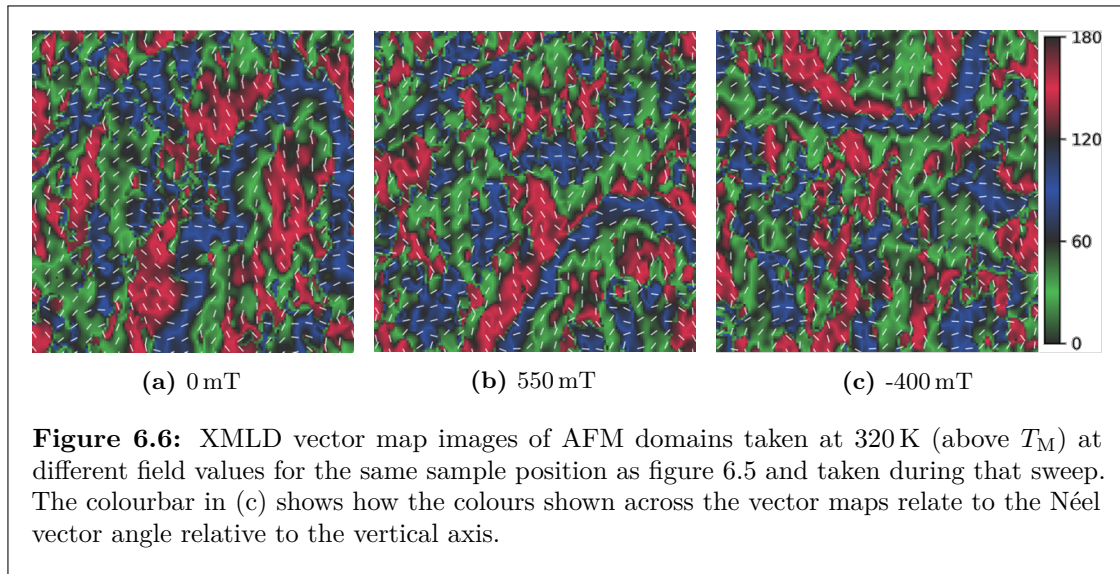 180
120
60
0
(a) 0 mT
(b) 550 mT
(c) -400 mT
Figure 6.6: XMLD vector map images of AFM domains taken at 320 K (above T_M) at
different field values for the same sample position as figure 6.5 and taken during that sweep.
The colourbar in (c) shows how the colours shown across the vector maps relate to the Néel
vector angle relative to the vertical axis.